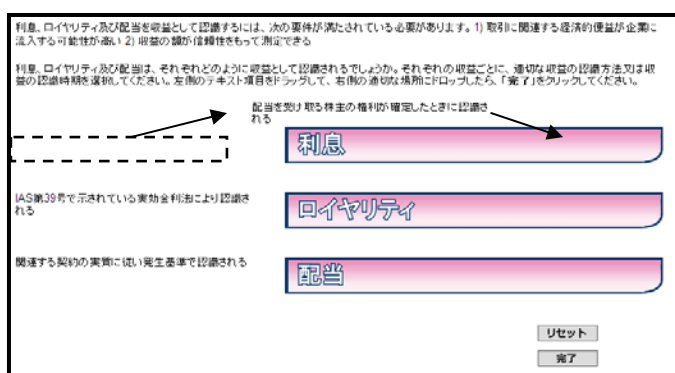 利息、ロイヤリティ及び配当を収益として認識するには、次の要件が満たされている必要があります。1) 取引に関連する経済的便益が企業に
流入する可能性が高い 2) 収益の額が信頼性をもって測定できる
利息、ロイヤリティ及び配当は、それぞれどのように収益として認識されるでしょうか。それぞれの収益ごとに、適切な収益の認識方法又は収
益の認識時期を選択してください。左側のテキスト項目をドラッグして、右側の適切な場所にドロップしたら、「完了」をクリックしてください。
配当を受け取る株主の権利が確定したときに認識さ
れる
利息
IAS第39号で示されている実効金利法により認識さ
れる
ロイヤリティ
関連する契約の実質に従い発生基準で認識される
配当
リセット
完了